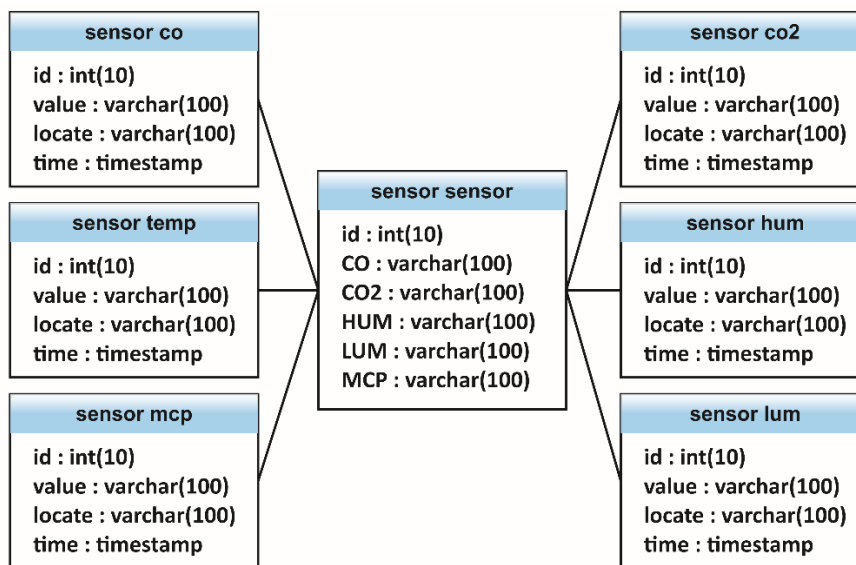 sensor co
id : int(10)
value : varchar(100)
locate : varchar(100)
time : timestamp
sensor temp
id : int(10)
value : varchar(100)
locate : varchar(100)
time : timestamp
sensor mcp
id : int(10)
value : varchar(100)
locate : varchar(100)
time : timestamp
sensor sensor
id : int(10)
CO : varchar(100)
CO2 : varchar(100)
HUM : varchar(100)
LUM : varchar(100)
MCP : varchar(100)
sensor co2
id : int(10)
value : varchar(100)
locate : varchar(100)
time : timestamp
sensor hum
id : int(10)
value : varchar(100)
locate : varchar(100)
time : timestamp
sensor lum
id : int(10)
value : varchar(100)
locate : varchar(100)
time : timestamp